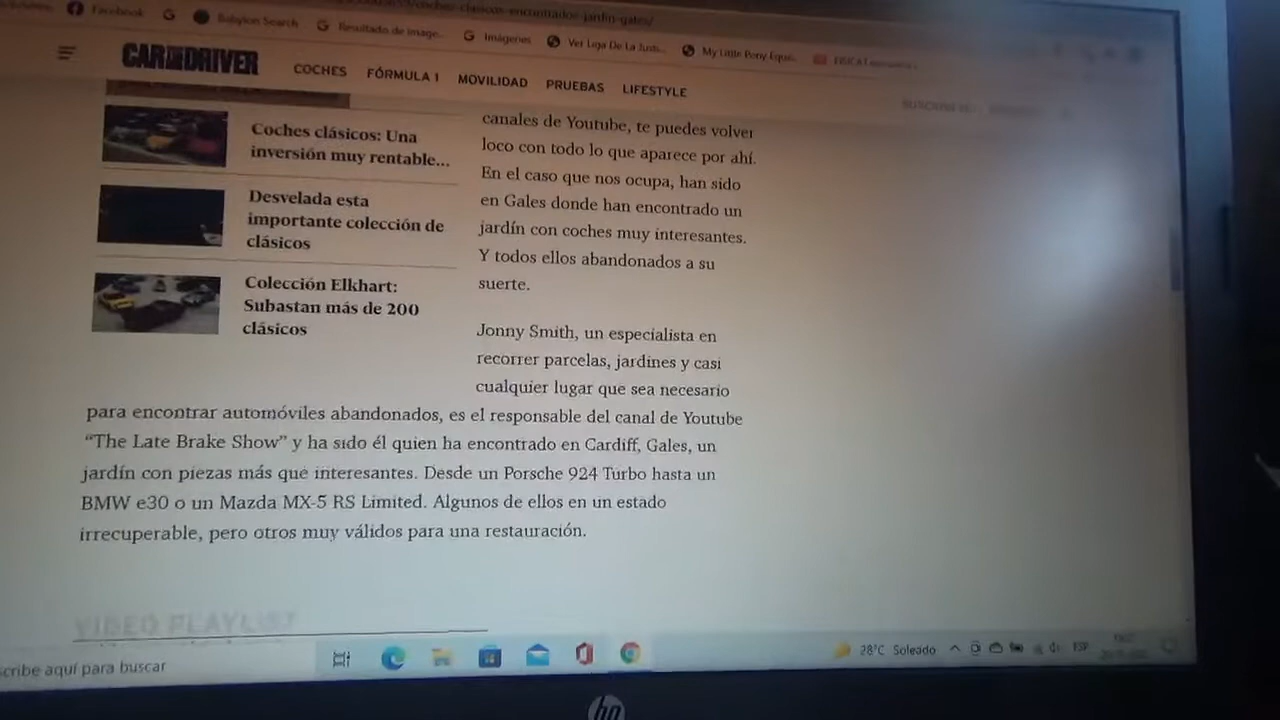 Facebook
Babylon Search
Resultado de Image...
Imágenes
Ver Liga De La Justi...
My Little Pony Eque...
CAR AND DRIVER
COCHES
FÓRMULA 1
MOVILIDAD
PRUEBAS
LIFESTYLE
Coches clásicos: Una
inversión muy rentable...
Desvelada esta
importante colección de
clásicos
Colección Elkhart:
Subastan más de 200
clásicos
canales de Youtube, te puedes volver
loco con todo lo que aparece por ahí.
En el caso que nos ocupa, han sido
en Gales donde han encontrado un
jardín con coches muy interesantes.
Y todos ellos abandonados a su
suerte.
Jonny Smith, un especialista en
recorrer parcelas, jardines y casi
cualquier lugar que sea necesario
para encontrar automóviles abandonados, es el responsable del canal de Youtube
“The Late Brake Show” y ha sido él quien ha encontrado en Cardiff, Gales, un
jardín con piezas más que interesantes. Desde un Porsche 924 Turbo hasta un
BMW e30 o un Mazda MX-5 RS Limited. Algunos de ellos en un estado
irrecuperable, pero otros muy válidos para una restauración.
VIDEO PLAYLIST
scribe aquí para buscar
28°C Soleado
ESP
hp